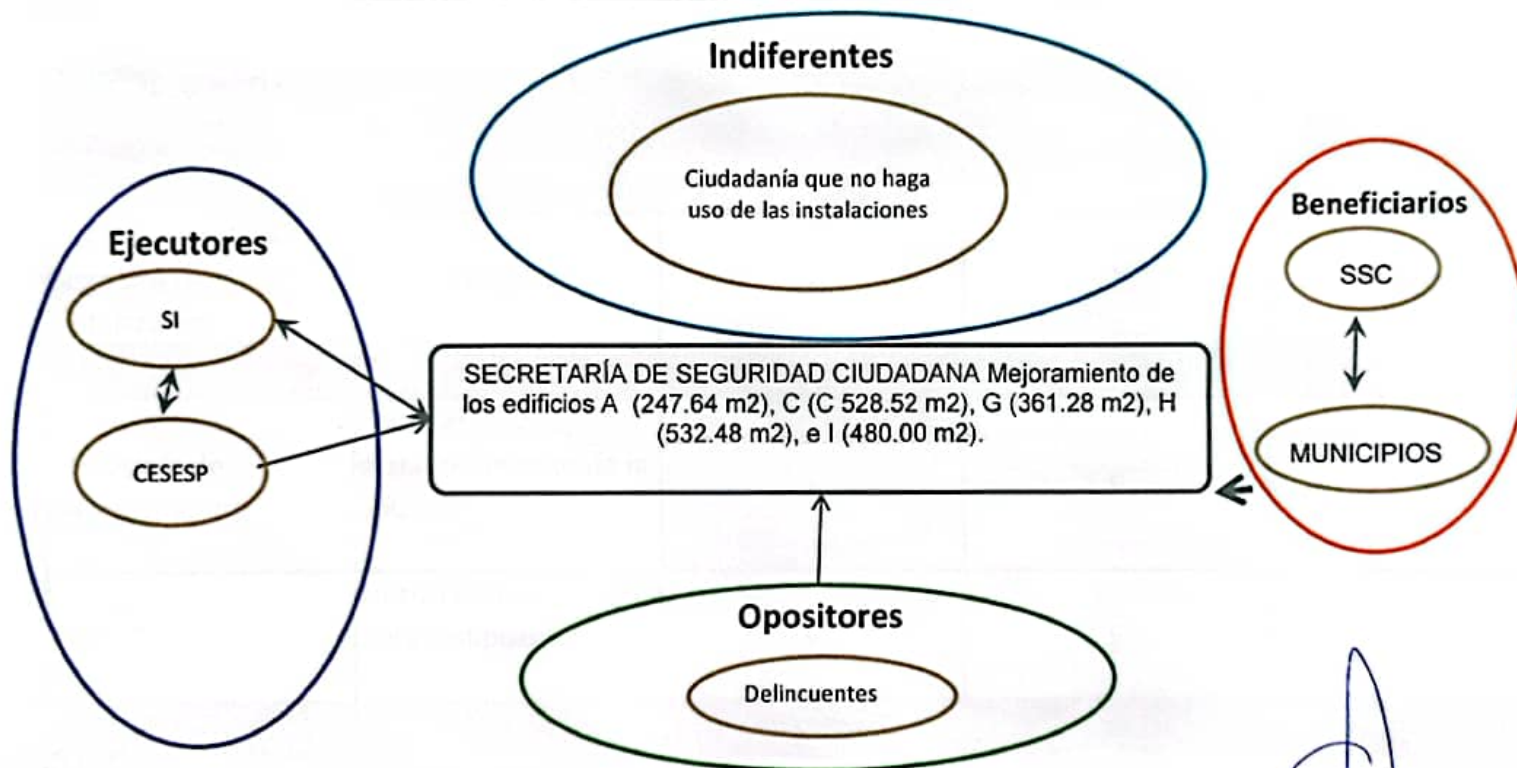 Indiferentes
Ciudadanía que no haga
uso de las instalaciones
Ejecutores
SI
CESESP
SECRETARÍA DE SEGURIDAD CIUDADANA Mejoramiento de
los edificios A (247.64 m2), C (C 528.52 m2), G (361.28 m2), H
(532.48 m2), e I (480.00 m2).
Beneficiarios
SSC
MUNICIPIOS
Opositores
Delincuentes